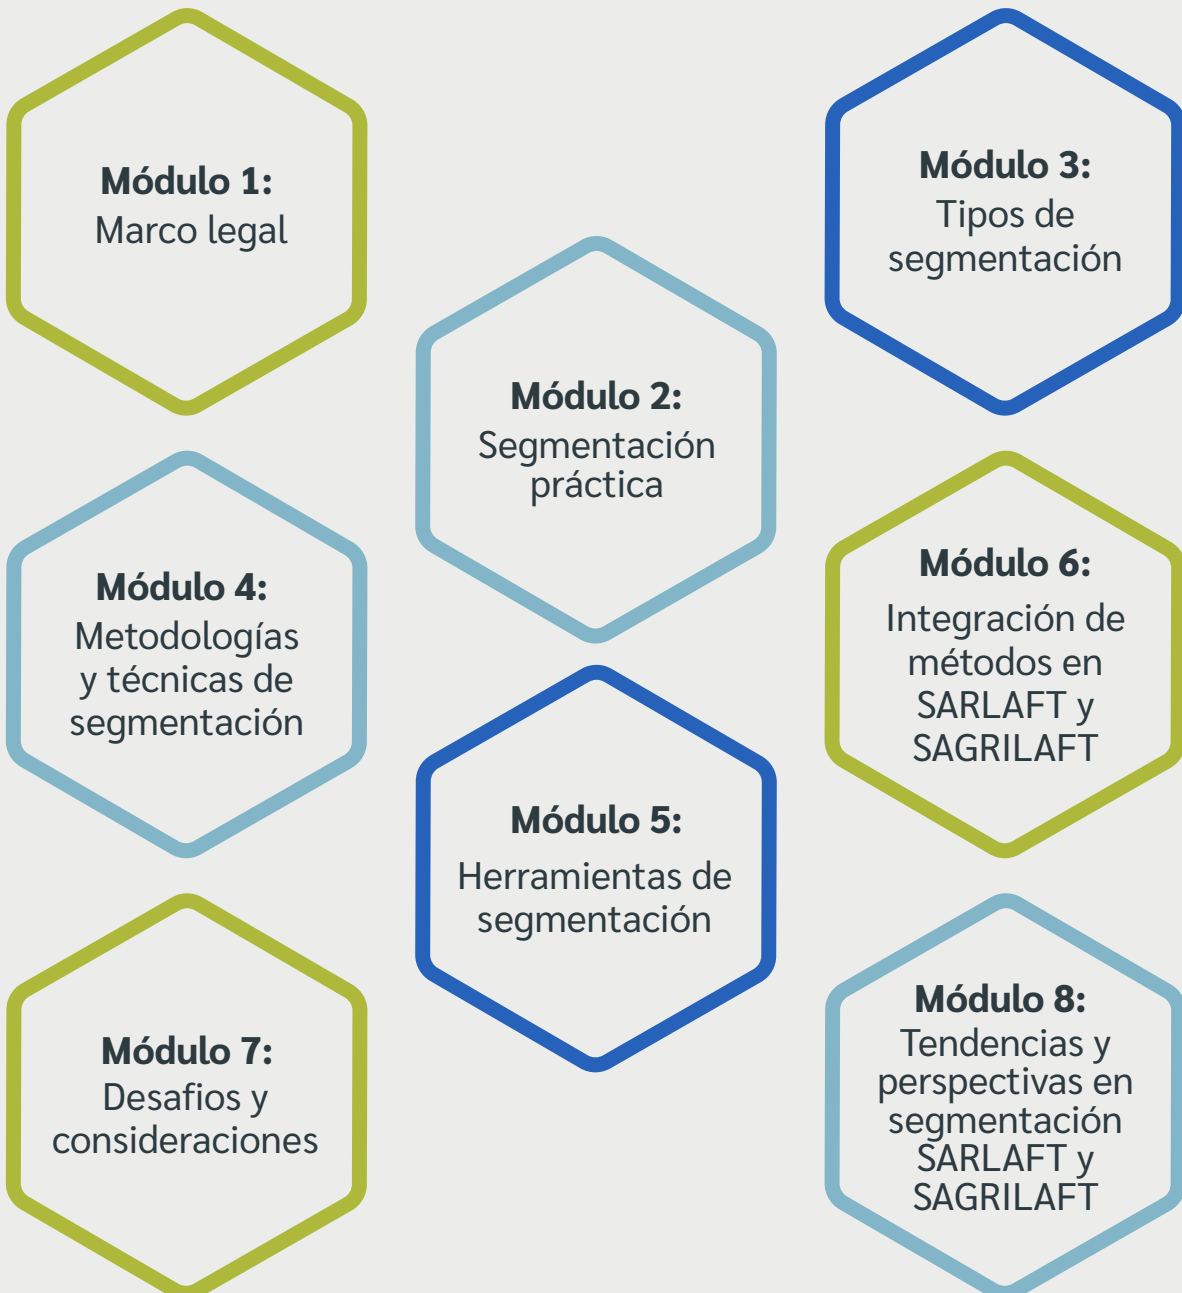 Módulo 1:
Marco legal
Módulo 2:
Segmentación
práctica
Módulo 3:
Tipos de
segmentación
Módulo 4:
Metodologías
y técnicas de
segmentación
Módulo 5:
Herramientas de
segmentación
Módulo 6:
Integración de
métodos en
SARLAFT y
SAGRILAFT
Módulo 7:
Desafios y
consideraciones
Módulo 8:
Tendencias y
perspectivas en
segmentación
SARLAFT y
SAGRILAFT